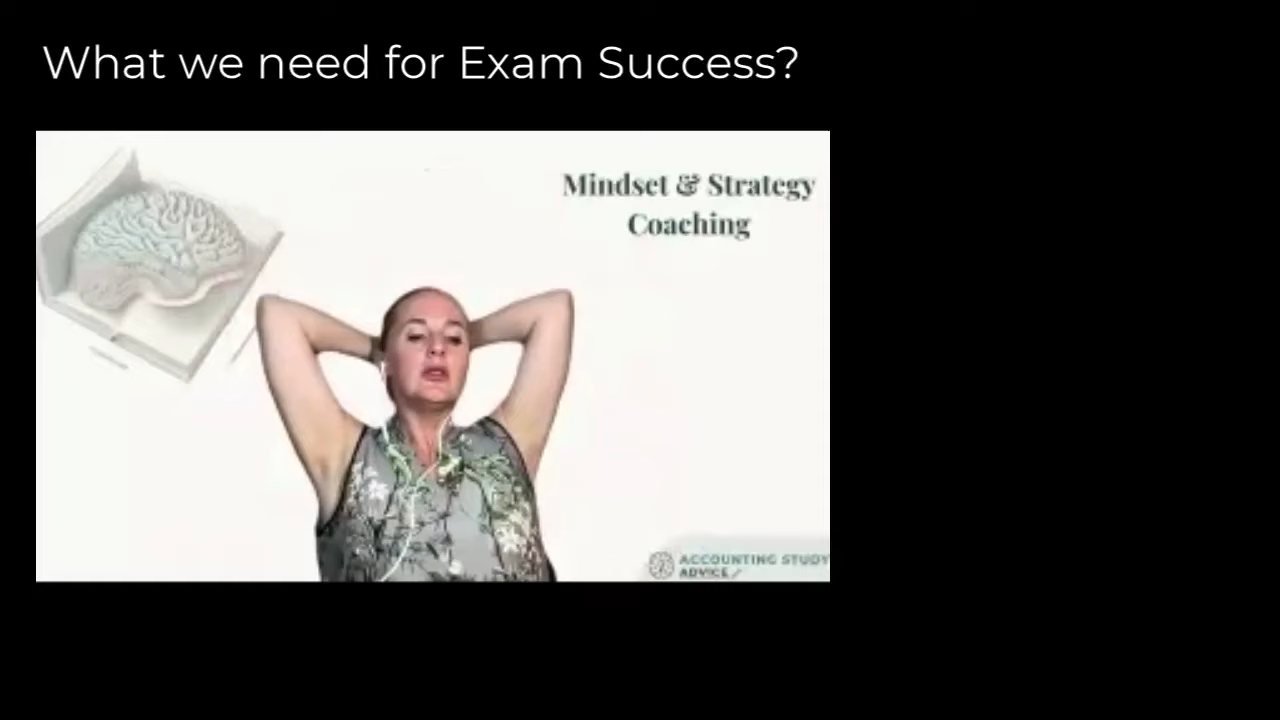 What we need for Exam Success?
Mindset & Strategy
Coaching
ACCOUNTING STUDY
ADVICE